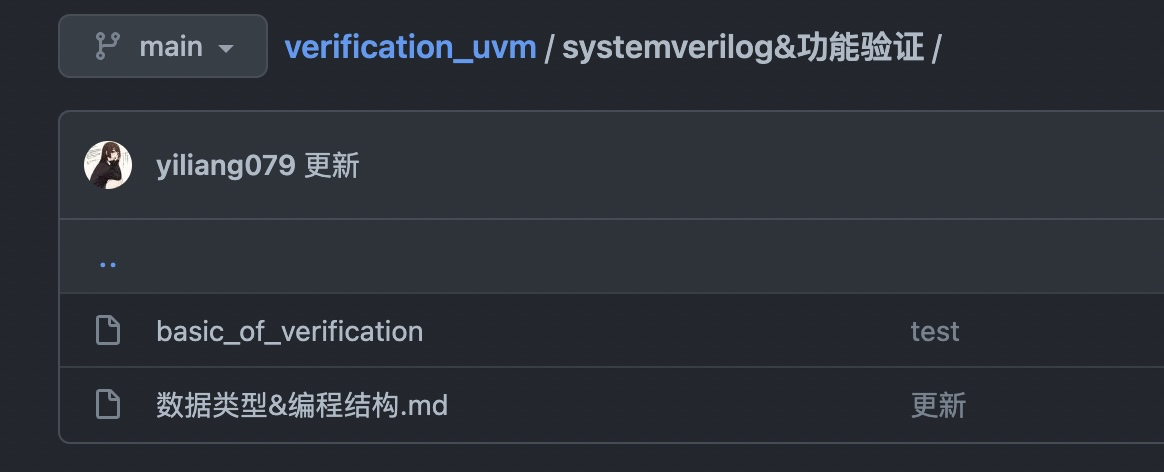 main verification_uvm / systemverilog&功能验证 /
yiliang079 更新
..
basic_of_verification test
数据类型&编程结构.md 更新